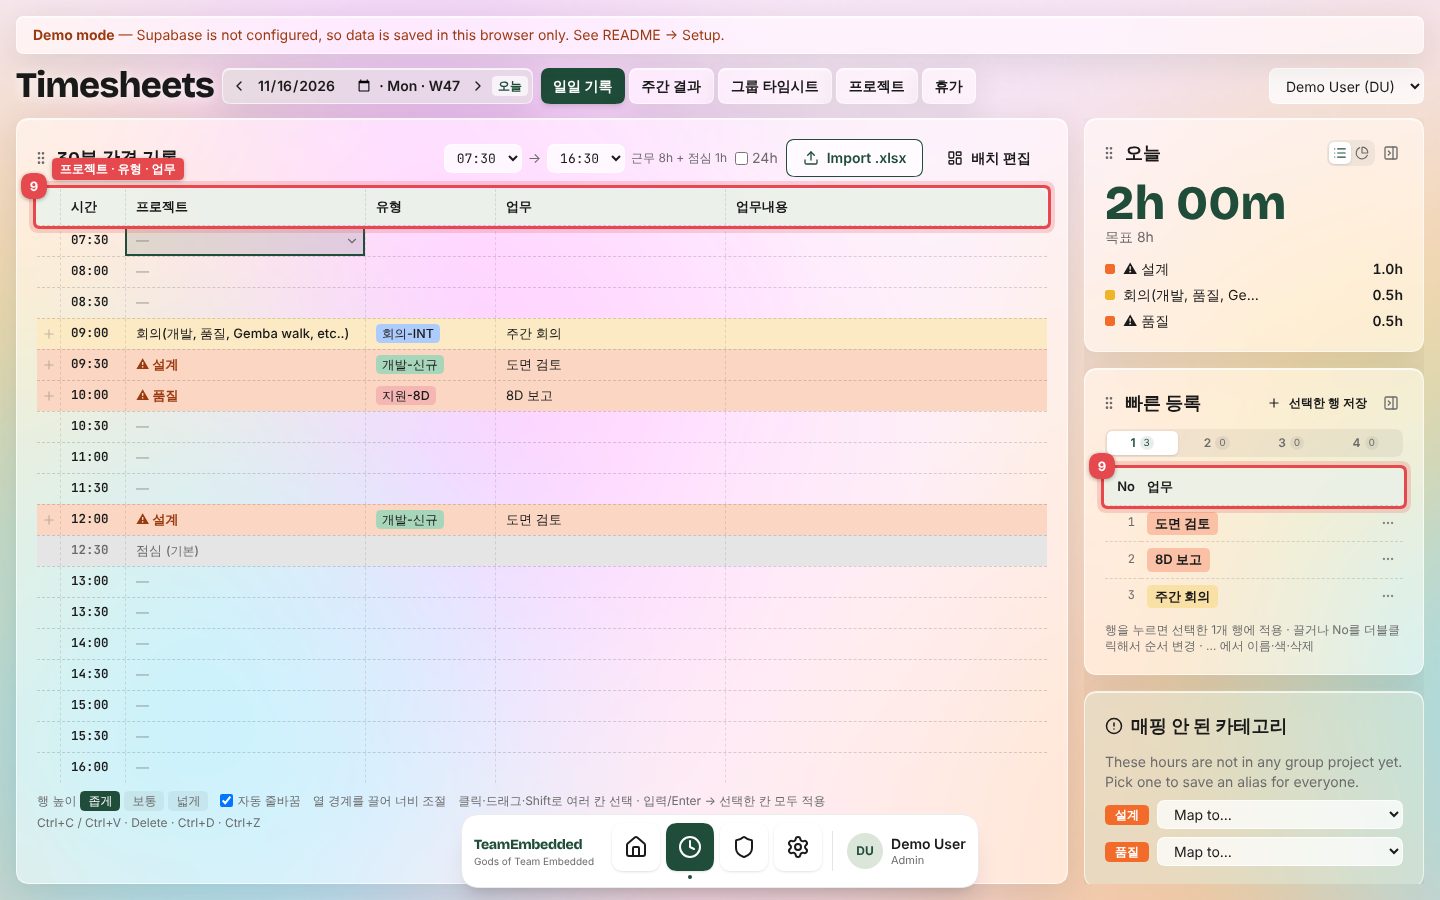 Demo mode — Supabase is not configured, so data is saved in this browser only. See README → Setup.
Timesheets
11/16/2026 · Mon · W47 오늘
일일 기록 주간 결과 그룹 타임시트 프로젝트 휴가
Demo User (DU)
07:30 → 16:30 근무 8h + 점심 1h 24h Import .xlsx 배치 편집
프로젝트 · 유형 · 업무
9
시간 프로젝트 유형 업무 업무내용
07:30 —
08:00 —
08:30 —
+ 09:00 회의(개발, 품질, Gemba walk, etc..) 회의-INT 주간 회의
+ 09:30 설계 개발-신규 도면 검토
+ 10:00 품질 지원-8D 8D 보고
10:30 —
11:00 —
11:30 —
+ 12:00 설계 개발-신규 도면 검토
12:30 점심 (기본)
13:00 —
13:30 —
14:00 —
14:30 —
15:00 —
15:30 —
16:00 —
행 높이 좁게 보통 넓게 자동 줄바꿈 열 경계를 끌어 너비 조절 클릭·드래그·Shift로 여러 칸 선택 · 입력/Enter → 선택한 칸 모두 적용
Ctrl+C / Ctrl+V · Delete · Ctrl+D · Ctrl+Z
오늘
2h 00m
목표 8h
설계 1.0h
회의(개발, 품질, Ge... 0.5h
품질 0.5h
빠른 등록 + 선택한 행 저장
1 3 2 0 3 0 4 0
9
No 업무
1 도면 검토 ...
2 8D 보고 ...
3 주간 회의 ...
행을 누르면 선택한 1개 행에 적용 · 끌거나 No를 더블클
릭해서 순서 변경 · ... 에서 이름·색·삭제
매핑 안 된 카테고리
These hours are not in any group project yet.
Pick one to save an alias for everyone.
설계 Map to...
품질 Map to...
TeamEmbedded
Gods of Team Embedded
DU
Demo User
Admin